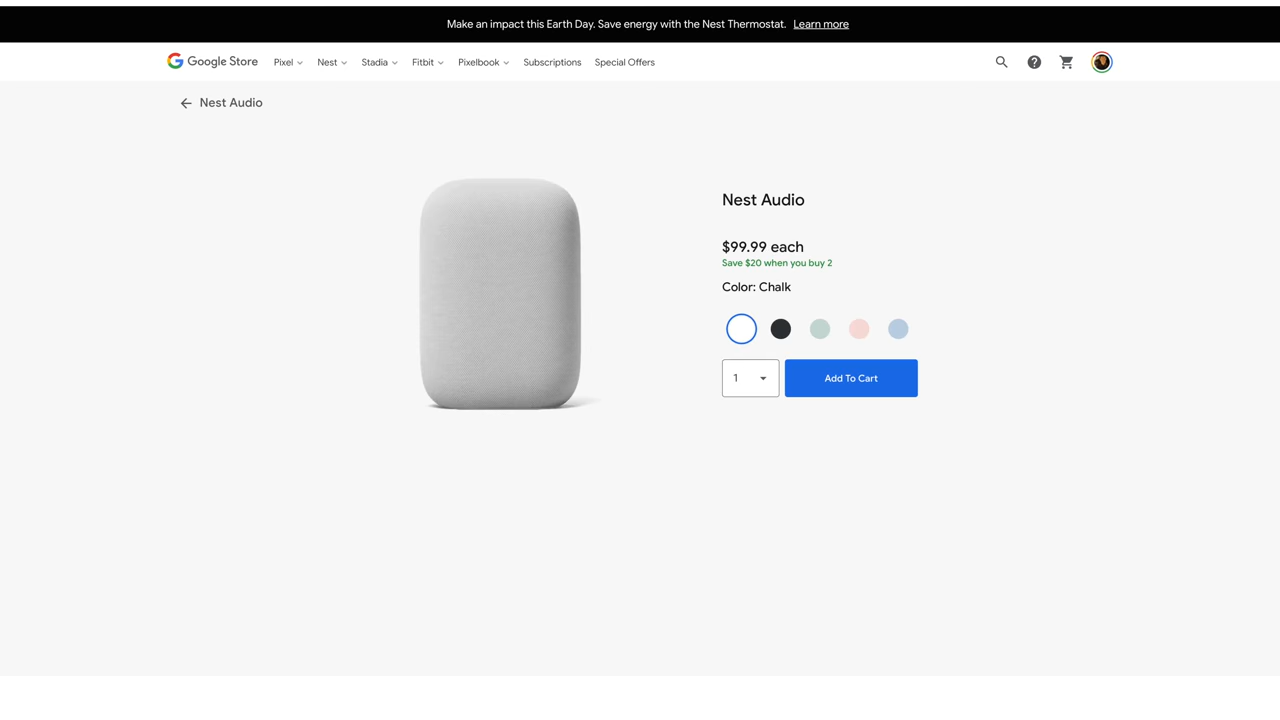 Make an impact this Earth Day. Save energy with the Nest Thermostat. Learn more
Google Store Pixel Nest Stadia Fitbit Pixelbook Subscriptions Special Offers
Nest Audio
Nest Audio
$99.99 each
Save $20 when you buy 2
Color: Chalk
1 Add To Cart